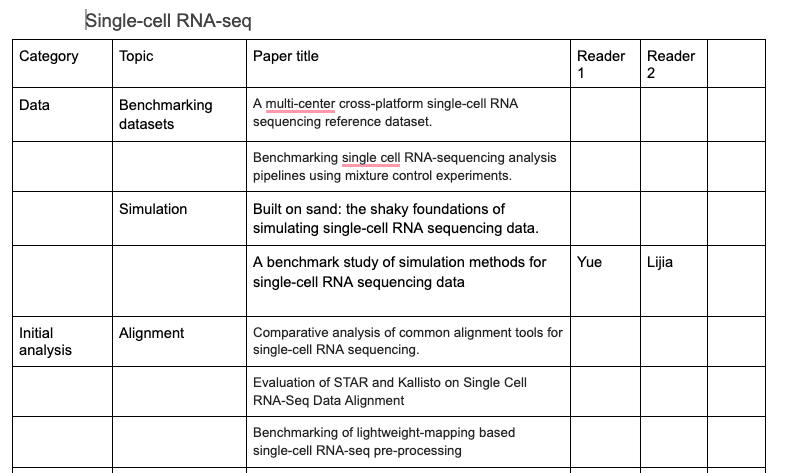 Single-cell RNA-seq
Category Topic Paper title Reader 1 Reader 2
Data Benchmarking datasets A multi-center cross-platform single-cell RNA
sequencing reference dataset.
Benchmarking single cell RNA-sequencing analysis
pipelines using mixture control experiments.
Simulation Built on sand: the shaky foundations of
simulating single-cell RNA sequencing data.
A benchmark study of simulation methods for Yue Lijia
single-cell RNA sequencing data
Initial analysis Alignment Comparative analysis of common alignment tools for
single-cell RNA sequencing.
Evaluation of STAR and Kallisto on Single Cell
RNA-Seq Data Alignment
Benchmarking of lightweight-mapping based
single-cell RNA-seq pre-processing